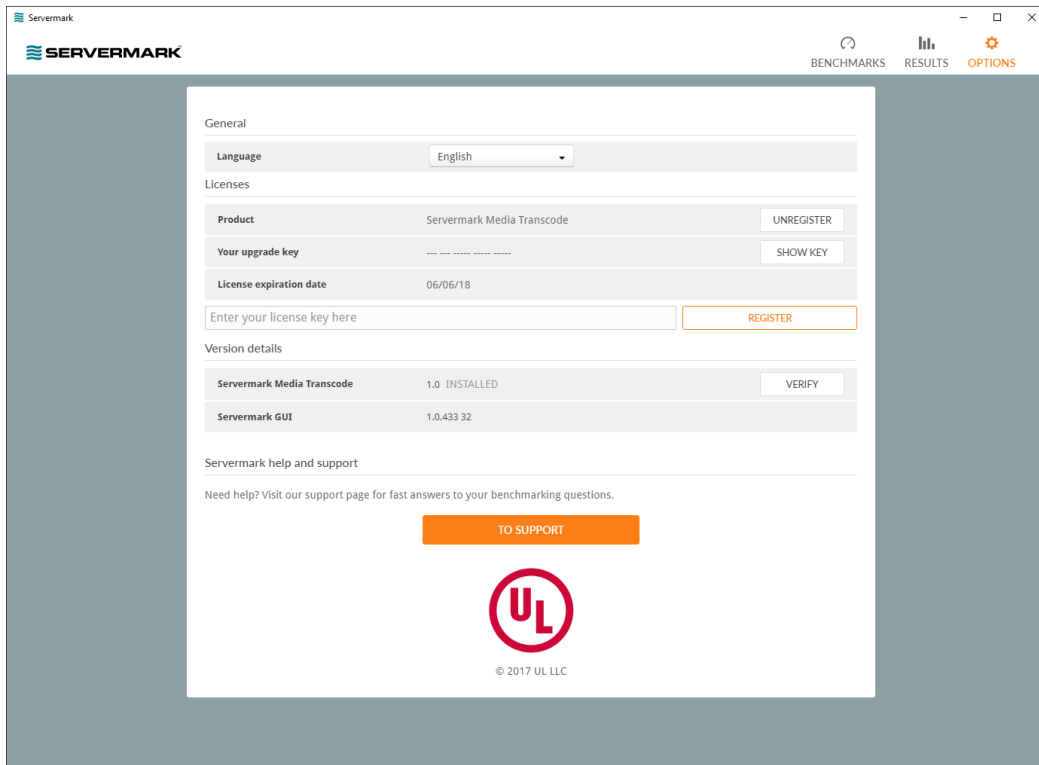 Servermark
SERVERMARK
BENCHMARKS RESULTS OPTIONS
General
Language English
Licenses
Product Servermark Media Transcode UNREGISTER
Your upgrade key --- --- ----- ----- ----- SHOW KEY
License expiration date 06/06/18
Enter your license key here REGISTER
Version details
Servermark Media Transcode 1.0 INSTALLED VERIFY
Servermark GUI 1.0.433 32
Servermark help and support
Need help? Visit our support page for fast answers to your benchmarking questions.
TO SUPPORT
UL
© 2017 UL LLC